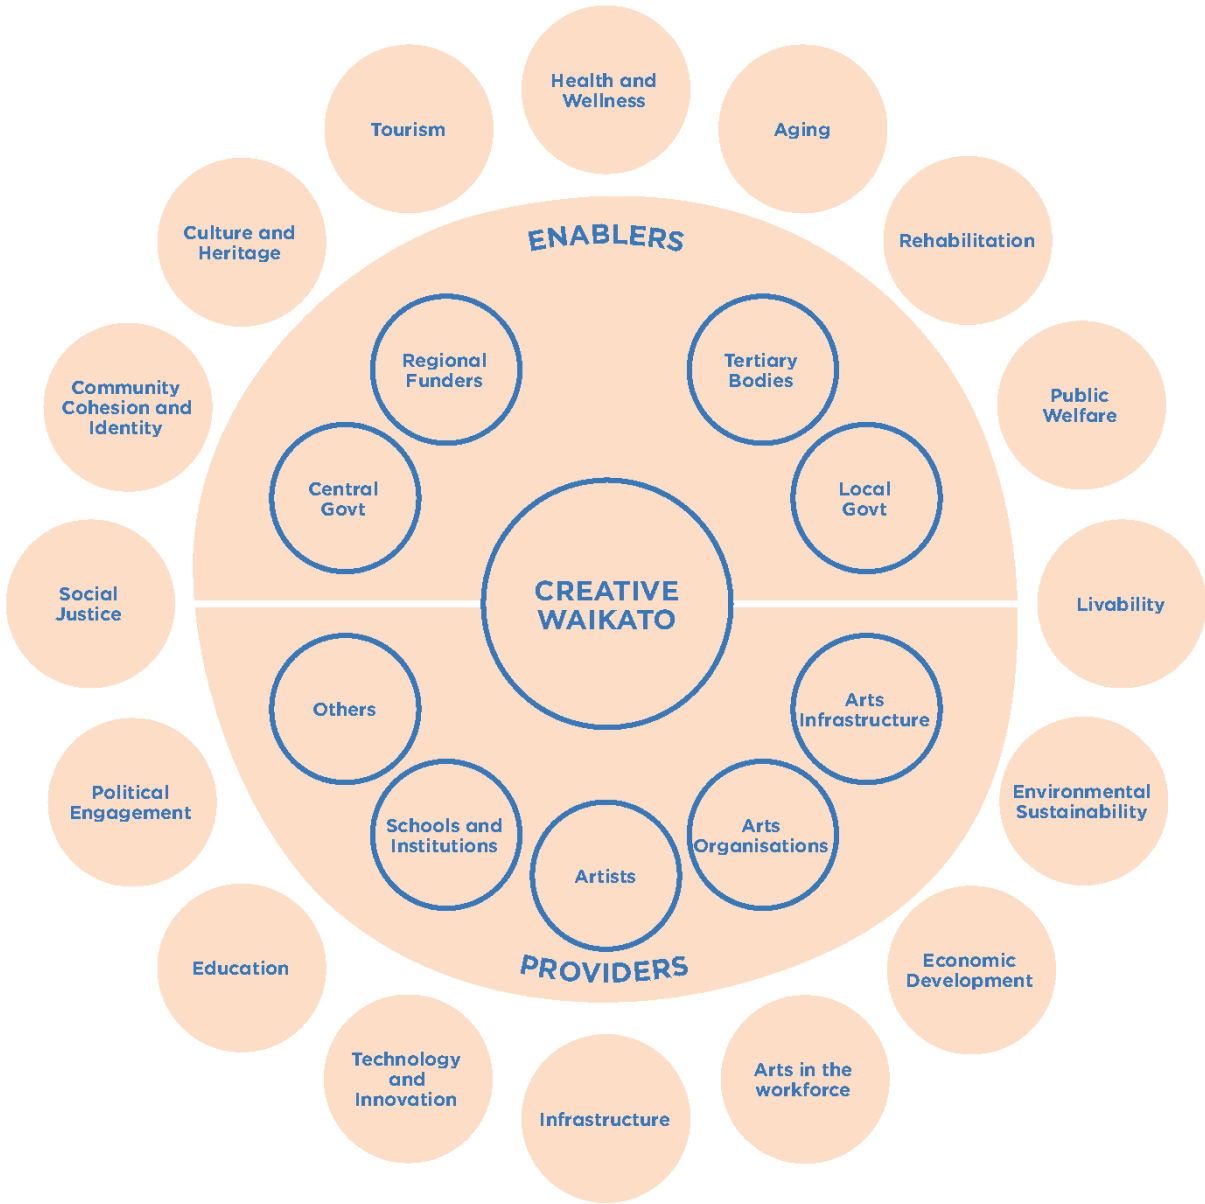 Health and
Wellness
Tourism
Aging
Culture and
Heritage
Rehabilitation
ENABLERS
Community
Cohesion and
Identity
Regional
Funders
Tertiary
Bodies
Public
Welfare
Central
Govt
Local
Govt
Social
Justice
CREATIVE
WAIKATO
Livability
Others
Arts
Infrastructure
Political
Engagement
Schools and
Institutions
Artists
Arts
Organisations
Environmental
Sustainability
PROVIDERS
Education
Economic
Development
Technology
and
Innovation
Infrastructure
Arts in the
workforce